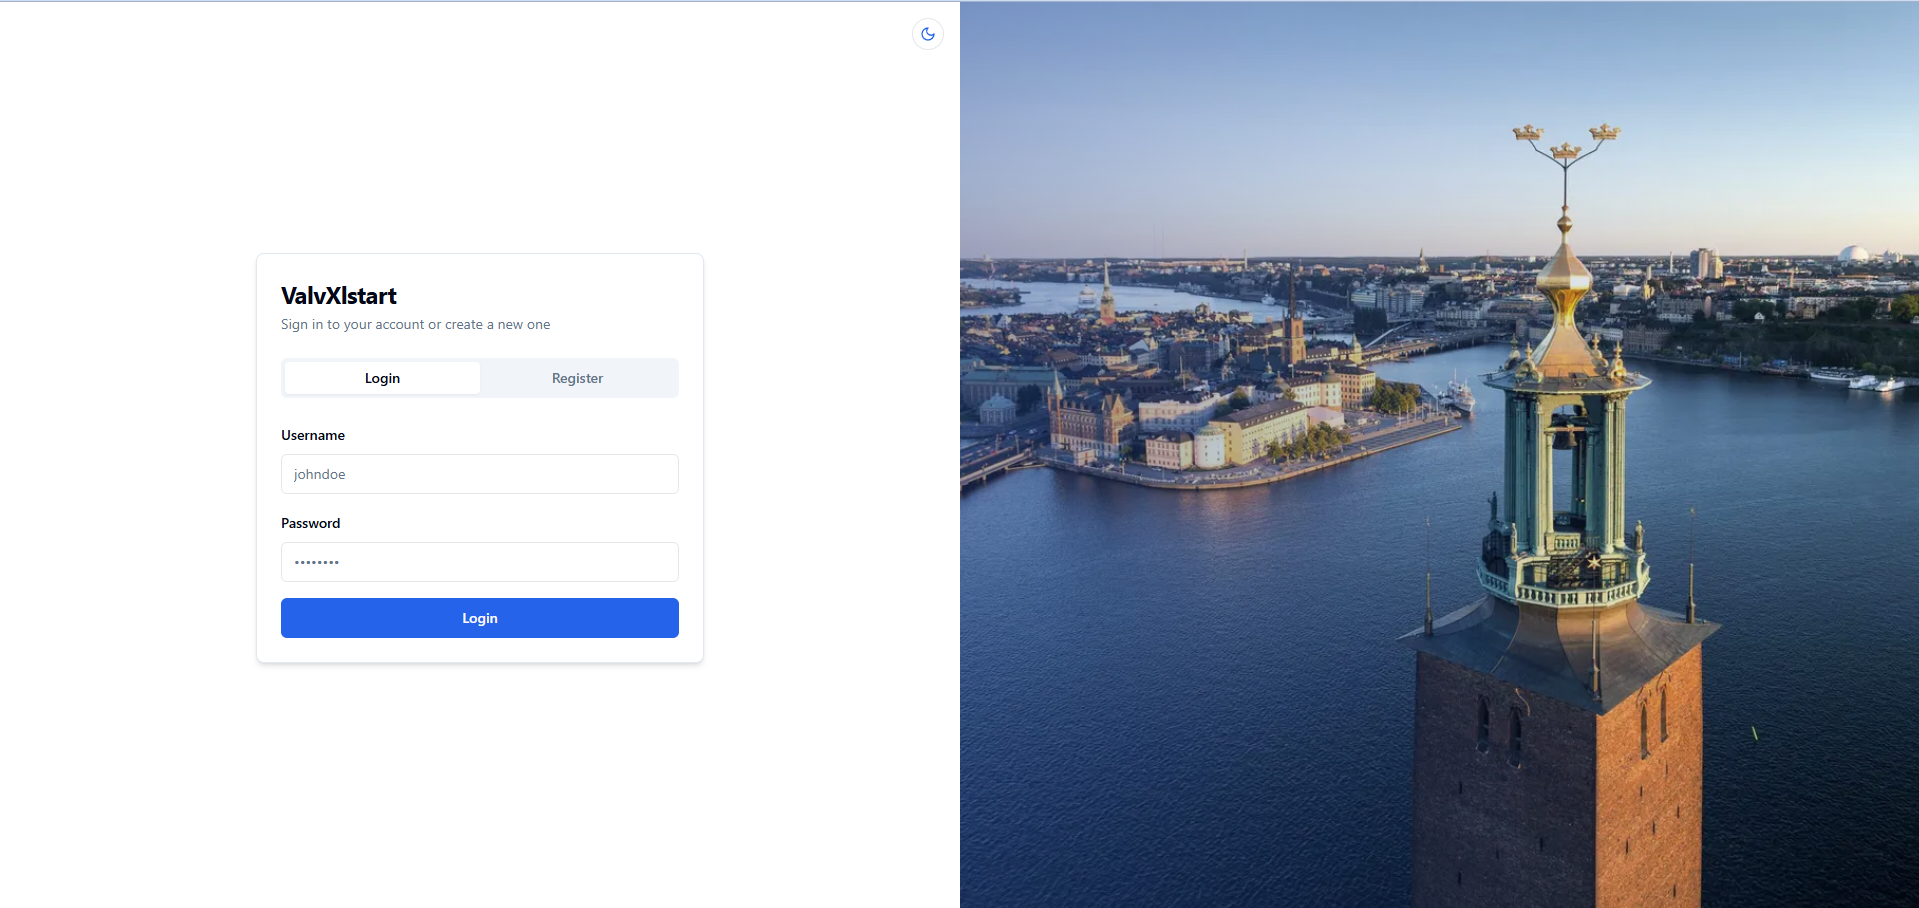 ValvXlstart
Sign in to your account or create a new one
Login
Register
Username
johndoe
Password
••••••••
Login